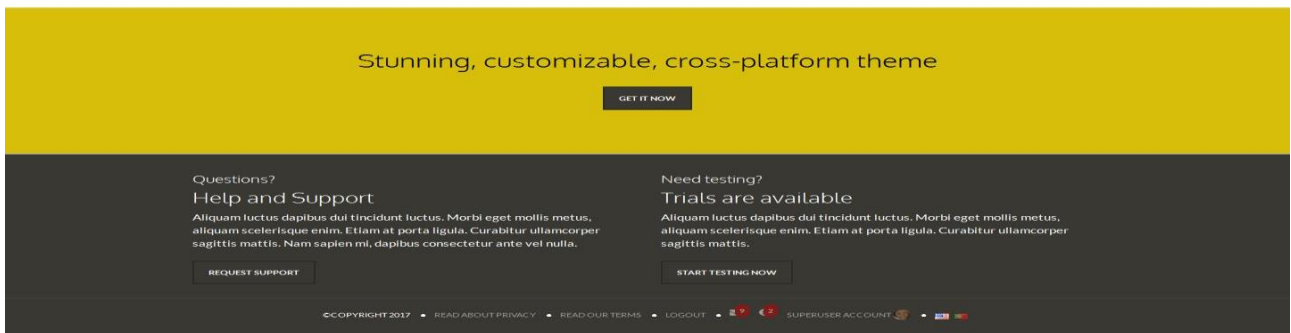 Stunning, customizable, cross-platform theme
GET IT NOW
Questions?
Help and Support
Aliquam luctus dapibus dui tincidunt luctus. Morbi eget mollis metus,
aliquam scelerisque enim. Etiam at porta ligula. Curabitur ullamcorper
sagittis mattis. Nam sapien mi, dapibus consectetur ante vel nulla.
REQUEST SUPPORT
Need testing?
Trials are available
Aliquam luctus dapibus dui tincidunt luctus. Morbi eget mollis metus,
aliquam scelerisque enim. Etiam at porta ligula. Curabitur ullamcorper
sagittis mattis.
START TESTING NOW
©COPYRIGHT 2017 • READ ABOUT PRIVACY • READ OUR TERMS • LOGOUT • 9 2 SUPERUSER ACCOUNT •